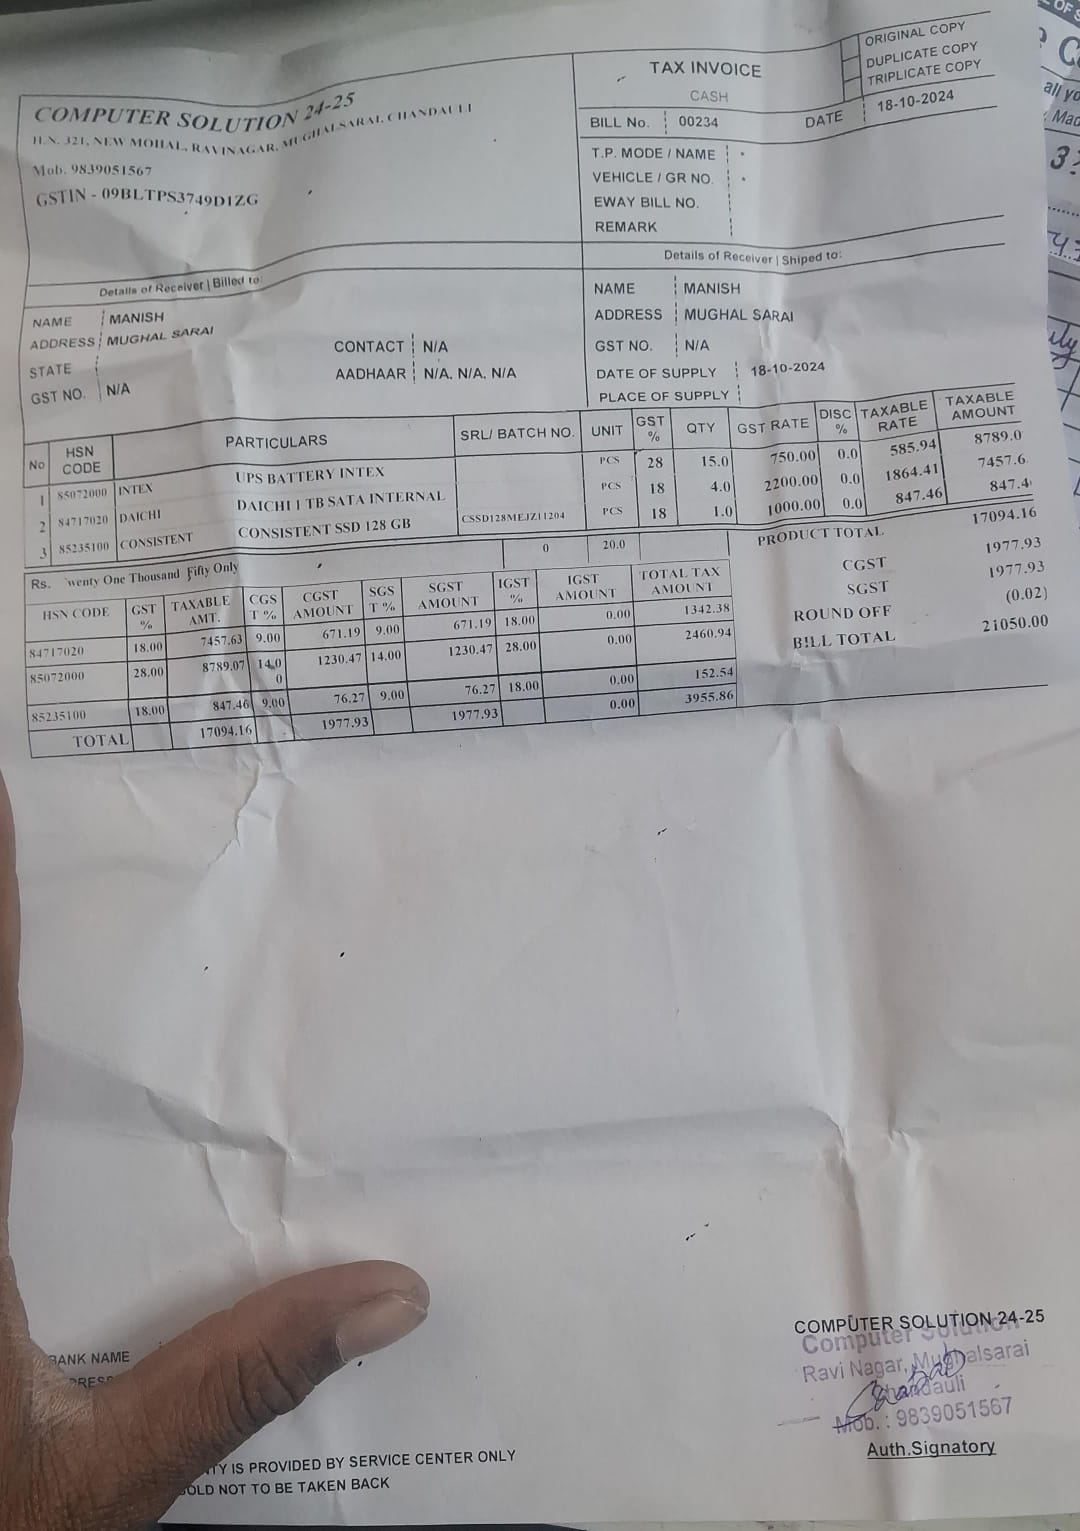 ORIGINAL COPY
DUPLICATE COPY
TRIPLICATE COPY
TAX INVOICE
CASH
COMPUTER SOLUTION 24-25
H.N. 321, NEW MOHAL, RAVINAGAR, MUGHALSARAI, CHANDAULI
Mob. 9839051567
GSTIN - 09BLTPS3749D1ZG
BILL No. 00234 DATE 18-10-2024
T.P. MODE / NAME
VEHICLE / GR NO.
EWAY BILL NO.
REMARK
Details of Receiver | Billed to:
NAME MANISH
ADDRESS MUGHAL SARAI
STATE
GST NO. N/A
CONTACT N/A
AADHAAR N/A, N/A, N/A
Details of Receiver | Shiped to:
NAME MANISH
ADDRESS MUGHAL SARAI
GST NO. N/A
DATE OF SUPPLY 18-10-2024
PLACE OF SUPPLY
No HSN CODE PARTICULARS SRL/ BATCH NO. UNIT GST % QTY GST RATE DISC % TAXABLE RATE TAXABLE AMOUNT
1 85072000 INTEX UPS BATTERY INTEX PCS 28 15.0 750.00 0.0 585.94 8789.0
2 84717020 DAICHI DAICHI 1 TB SATA INTERNAL PCS 18 4.0 2200.00 0.0 1864.41 7457.6
3 85235100 CONSISTENT CONSISTENT SSD 128 GB CSSD128MEJZ11204 PCS 18 1.0 1000.00 0.0 847.46 847.4
0 20.0
PRODUCT TOTAL 17094.16
CGST 1977.93
SGST 1977.93
ROUND OFF (0.02)
BILL TOTAL 21050.00
Rs. wenty One Thousand Fifty Only
HSN CODE GST % TAXABLE AMT. CGS T % CGST AMOUNT SGS T % SGST AMOUNT IGST % IGST AMOUNT TOTAL TAX AMOUNT
84717020 18.00 7457.63 9.00 671.19 9.00 671.19 18.00 0.00 1342.38
85072000 28.00 8789.07 14.00 1230.47 14.00 1230.47 28.00 0.00 2460.94
85235100 18.00 847.46 9.00 76.27 9.00 76.27 18.00 0.00 152.54
TOTAL 17094.16 1977.93 1977.93 0.00 3955.86
COMPUTER SOLUTION 24-25
Computer Solution
Ravi Nagar, Mughalsarai
Chandauli
Mob. : 9839051567
Auth.Signatory
BANK NAME
TY IS PROVIDED BY SERVICE CENTER ONLY
OLD NOT TO BE TAKEN BACK